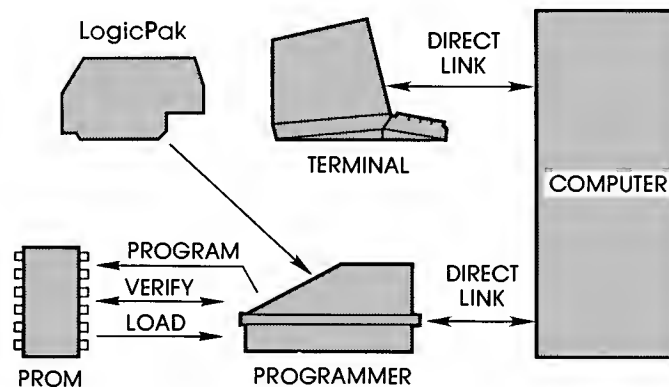 LogicPak
DIRECT
LINK
TERMINAL
COMPUTER
PROGRAM
VERIFY
LOAD
DIRECT
LINK
PROM
PROGRAMMER